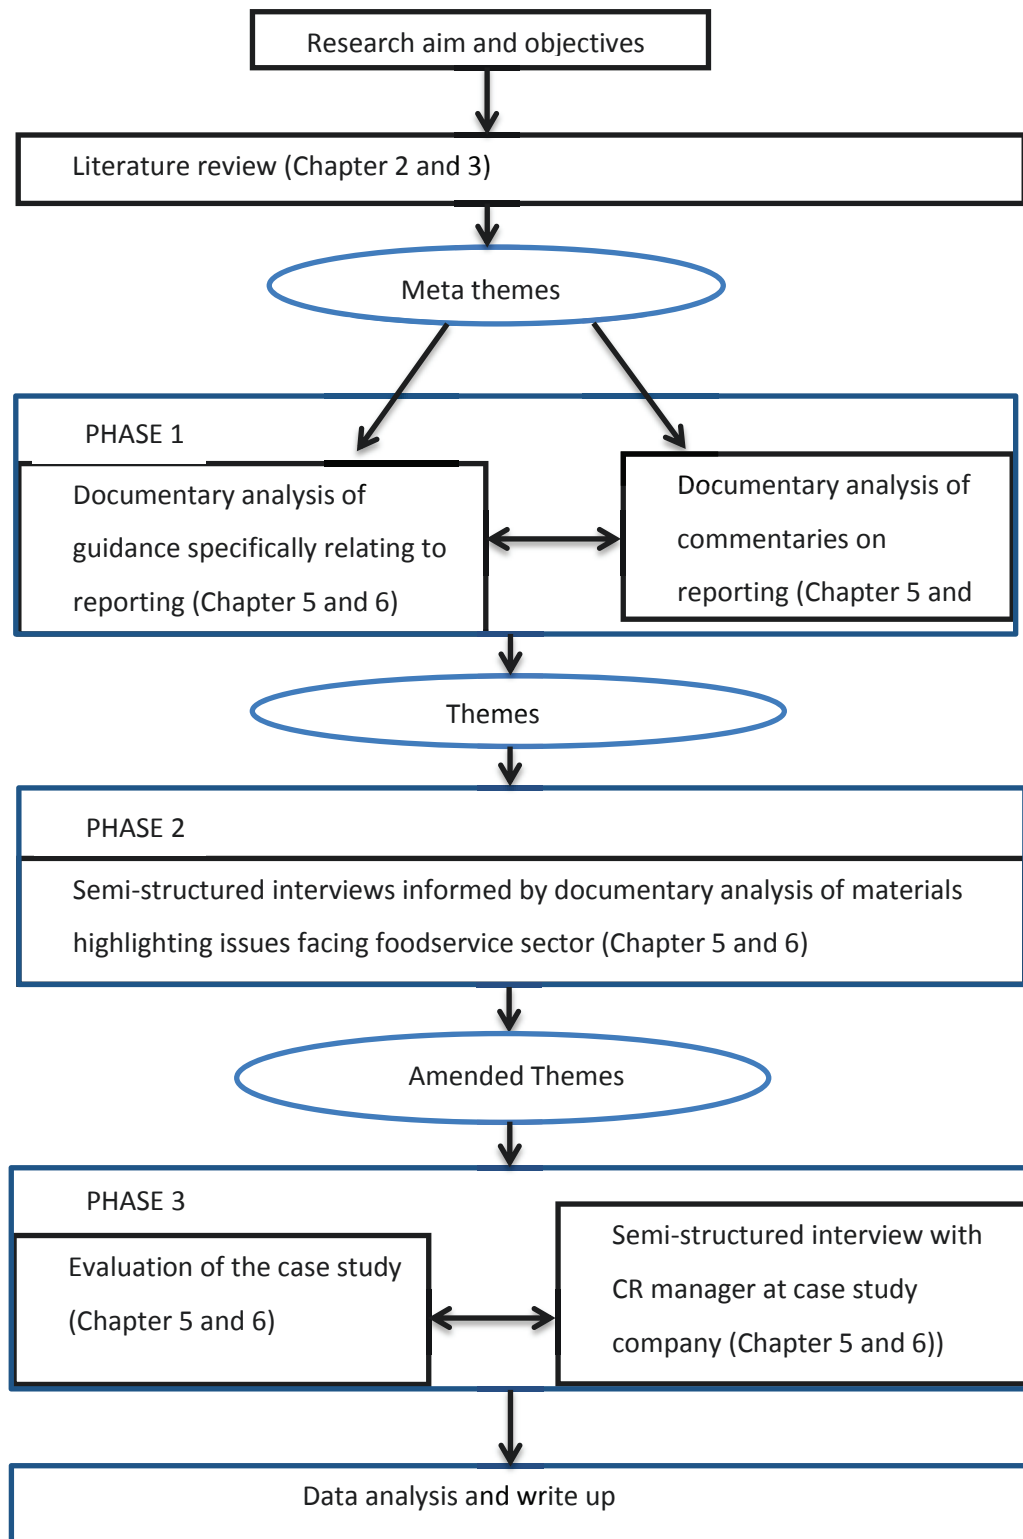 Research aim and objectives
Literature review (Chapter 2 and 3)
Meta themes
PHASE 1
Documentary analysis of
guidance specifically relating to
reporting (Chapter 5 and 6)
Documentary analysis of
commentaries on
reporting (Chapter 5 and
Themes
PHASE 2
Semi-structured interviews informed by documentary analysis of materials
highlighting issues facing foodservice sector (Chapter 5 and 6)
Amended Themes
PHASE 3
Evaluation of the case study
(Chapter 5 and 6)
Semi-structured interview with
CR manager at case study
company (Chapter 5 and 6))
Data analysis and write up